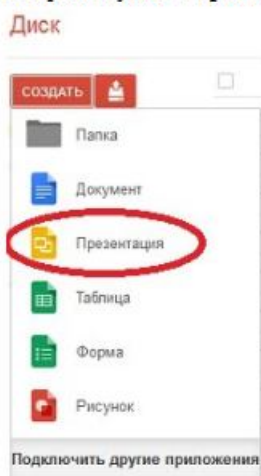 Диск
СОЗДАТЬ
Папка
Документ
Презентация
Таблица
Форма
Рисунок
Подключить другие приложения